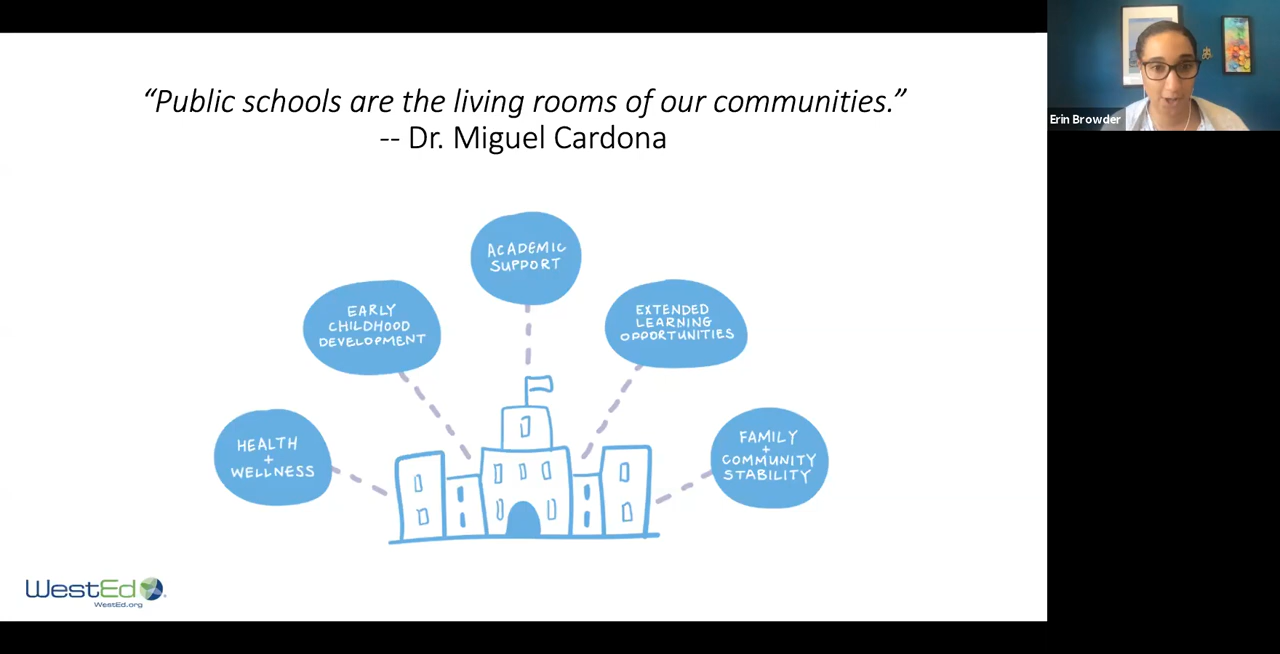 “Public schools are the living rooms of our communities.”
-- Dr. Miguel Cardona
Erin Browder
ACADEMIC
SUPPORT
EARLY
CHILDHOOD
DEVELOPMENT
EXTENDED
LEARNING
OPPORTUNITIES
HEALTH
+
WELLNESS
FAMILY
+
COMMUNITY
STABILITY
WestEd
WestEd.org